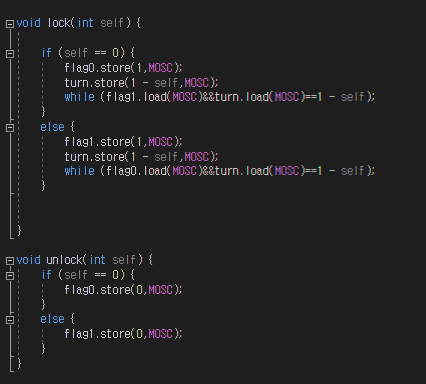 void lock(int self) {
if (self == 0) {
flag0.store(1,MOSC);
turn.store(1 - self,MOSC);
while (flag1.load(MOSC)&&turn.load(MOSC)==1 - self);
}
else {
flag1.store(1,MOSC);
turn.store(1 - self,MOSC);
while (flag0.load(MOSC)&&turn.load(MOSC)==1 - self);
}
}
void unlock(int self) {
if (self == 0) {
flag0.store(0,MOSC);
}
else {
flag1.store(0,MOSC);
}
}